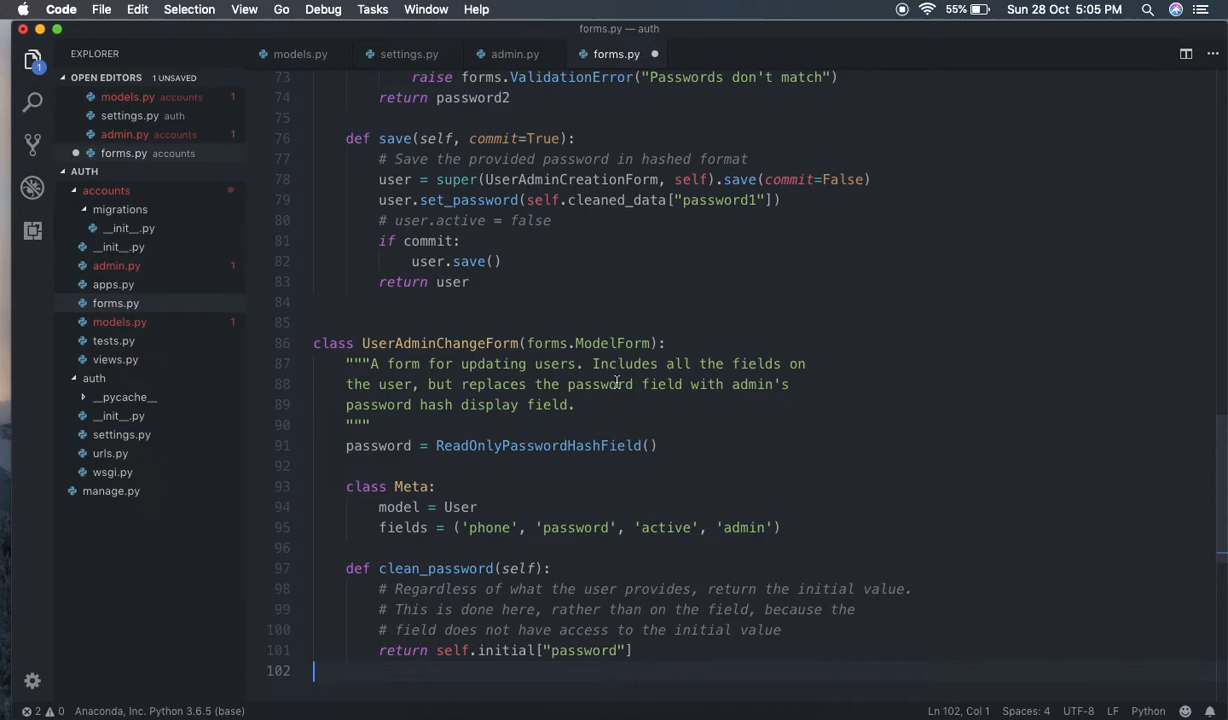 Code File Edit Selection View Go Debug Tasks Window Help 55% Sun 28 Oct 5:05 PM
forms.py — auth
EXPLORER
models.py settings.py admin.py forms.py
OPEN EDITORS 1 UNSAVED
models.py accounts 1
settings.py auth
admin.py accounts 1
forms.py accounts
AUTH
accounts
migrations
__init__.py
__init__.py
admin.py 1
apps.py
forms.py
models.py 1
tests.py
views.py
auth
__pycache__
__init__.py
settings.py
urls.py
wsgi.py
manage.py
1
73 raise forms.ValidationError("Passwords don't match")
74 return password2
75
76 def save(self, commit=True):
77 # Save the provided password in hashed format
78 user = super(UserAdminCreationForm, self).save(commit=False)
79 user.set_password(self.cleaned_data["password1"])
80 # user.active = false
81 if commit:
82 user.save()
83 return user
84
85
86 class UserAdminChangeForm(forms.ModelForm):
87 """A form for updating users. Includes all the fields on
88 the user, but replaces the password field with admin's
89 password hash display field.
90 """
91 password = ReadOnlyPasswordHashField()
92
93 class Meta:
94 model = User
95 fields = ('phone', 'password', 'active', 'admin')
96
97 def clean_password(self):
98 # Regardless of what the user provides, return the initial value.
99 # This is done here, rather than on the field, because the
100 # field does not have access to the initial value
101 return self.initial["password"]
102
2 0 Anaconda, Inc. Python 3.6.5 (base) Ln 102, Col 1 Spaces: 4 UTF-8 LF Python